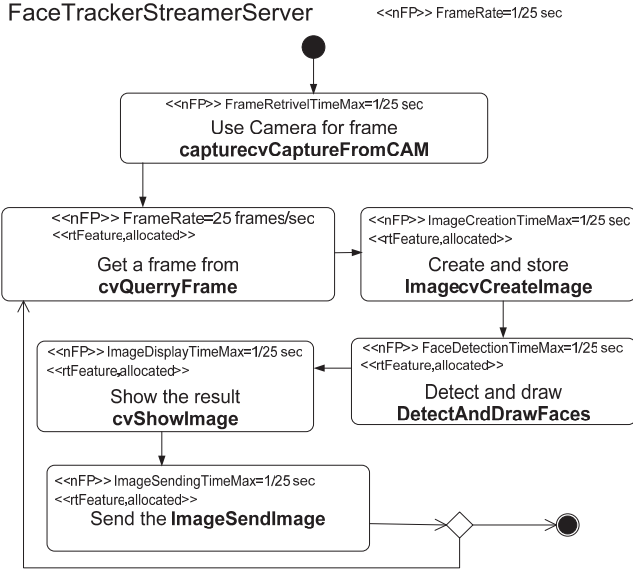 FaceTrackerStreamerServer
<<nFP>> FrameRate=1/25 sec
<<nFP>> FrameRetrivelTimeMax=1/25 sec
Use Camera for frame
capturecvCaptureFromCAM
<<nFP>> FrameRate=25 frames/sec
<<rtFeature,allocated>>
Get a frame from
cvQuerryFrame
<<nFP>> ImageCreationTimeMax=1/25 sec
<<rtFeature,allocated>>
Create and store
ImagecvCreateImage
<<nFP>> ImageDisplayTimeMax=1/25 sec
<<rtFeature,allocated>>
Show the result
cvShowImage
<<nFP>> FaceDetectionTimeMax=1/25 sec
<<rtFeature,allocated>>
Detect and draw
DetectAndDrawFaces
<<nFP>> ImageSendingTimeMax=1/25 sec
<<rtFeature,allocated>>
Send the ImageSendImage